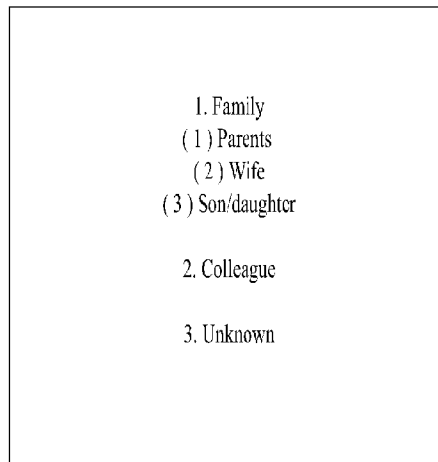 1. Family
( 1 ) Parents
( 2 ) Wife
( 3 ) Son/daughter
2. Colleague
3. Unknown